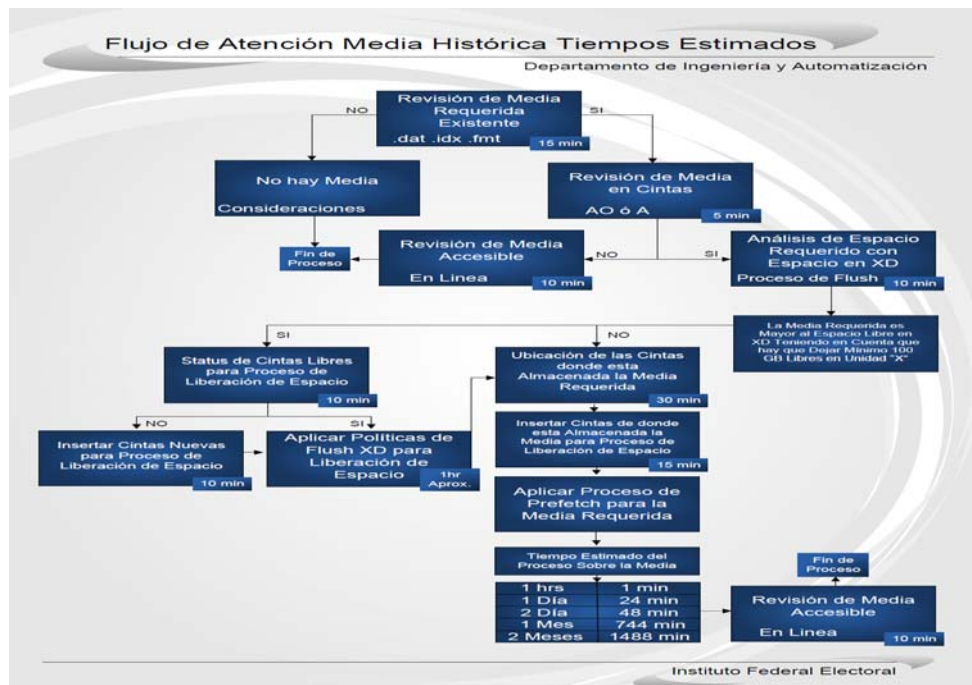 Flujo de Atención Media Histórica Tiempos Estimados
Departamento de Ingeniería y Automatización
Revisión de Media
Requerida
Existente
.dat .idx .fmt
15 min
NO
SI
No hay Media
Consideraciones
Revisión de Media
en Cintas
AO ó A
5 min
Fin de
Proceso
Revisión de Media
Accesible
En Linea
10 min
NO
SI
Análisis de Espacio
Requerido con
Espacio en XD
Proceso de Flush
10 min
La Media Requerida es
Mayor al Espacio Libre en
XD Teniendo en Cuenta que
hay que Dejar Mínimo 100
GB Libres en Unidad "X"
SI
NO
Status de Cintas Libres
para Proceso de
Liberación de Espacio
10 min
Ubicación de las Cintas
donde esta
Almacenada la Media
Requerida
30 min
NO
SI
Insertar Cintas Nuevas
para Proceso de
Liberación de Espacio
10 min
Aplicar Políticas de
Flush XD para
Liberación de
Espacio
1hr
Aprox.
Insertar Cintas de donde
esta Almacenada la
Media para Proceso de
Liberación de Espacio
15 min
Aplicar Proceso de
Prefetch para la
Media Requerida
Tiempo Estimado del
Proceso Sobre la Media
1 hrs 1 min
1 Día 24 min
2 Día 48 min
1 Mes 744 min
2 Meses 1488 min
Fin de
Proceso
Revisión de Media
Accesible
En Linea
10 min
Instituto Federal Electoral